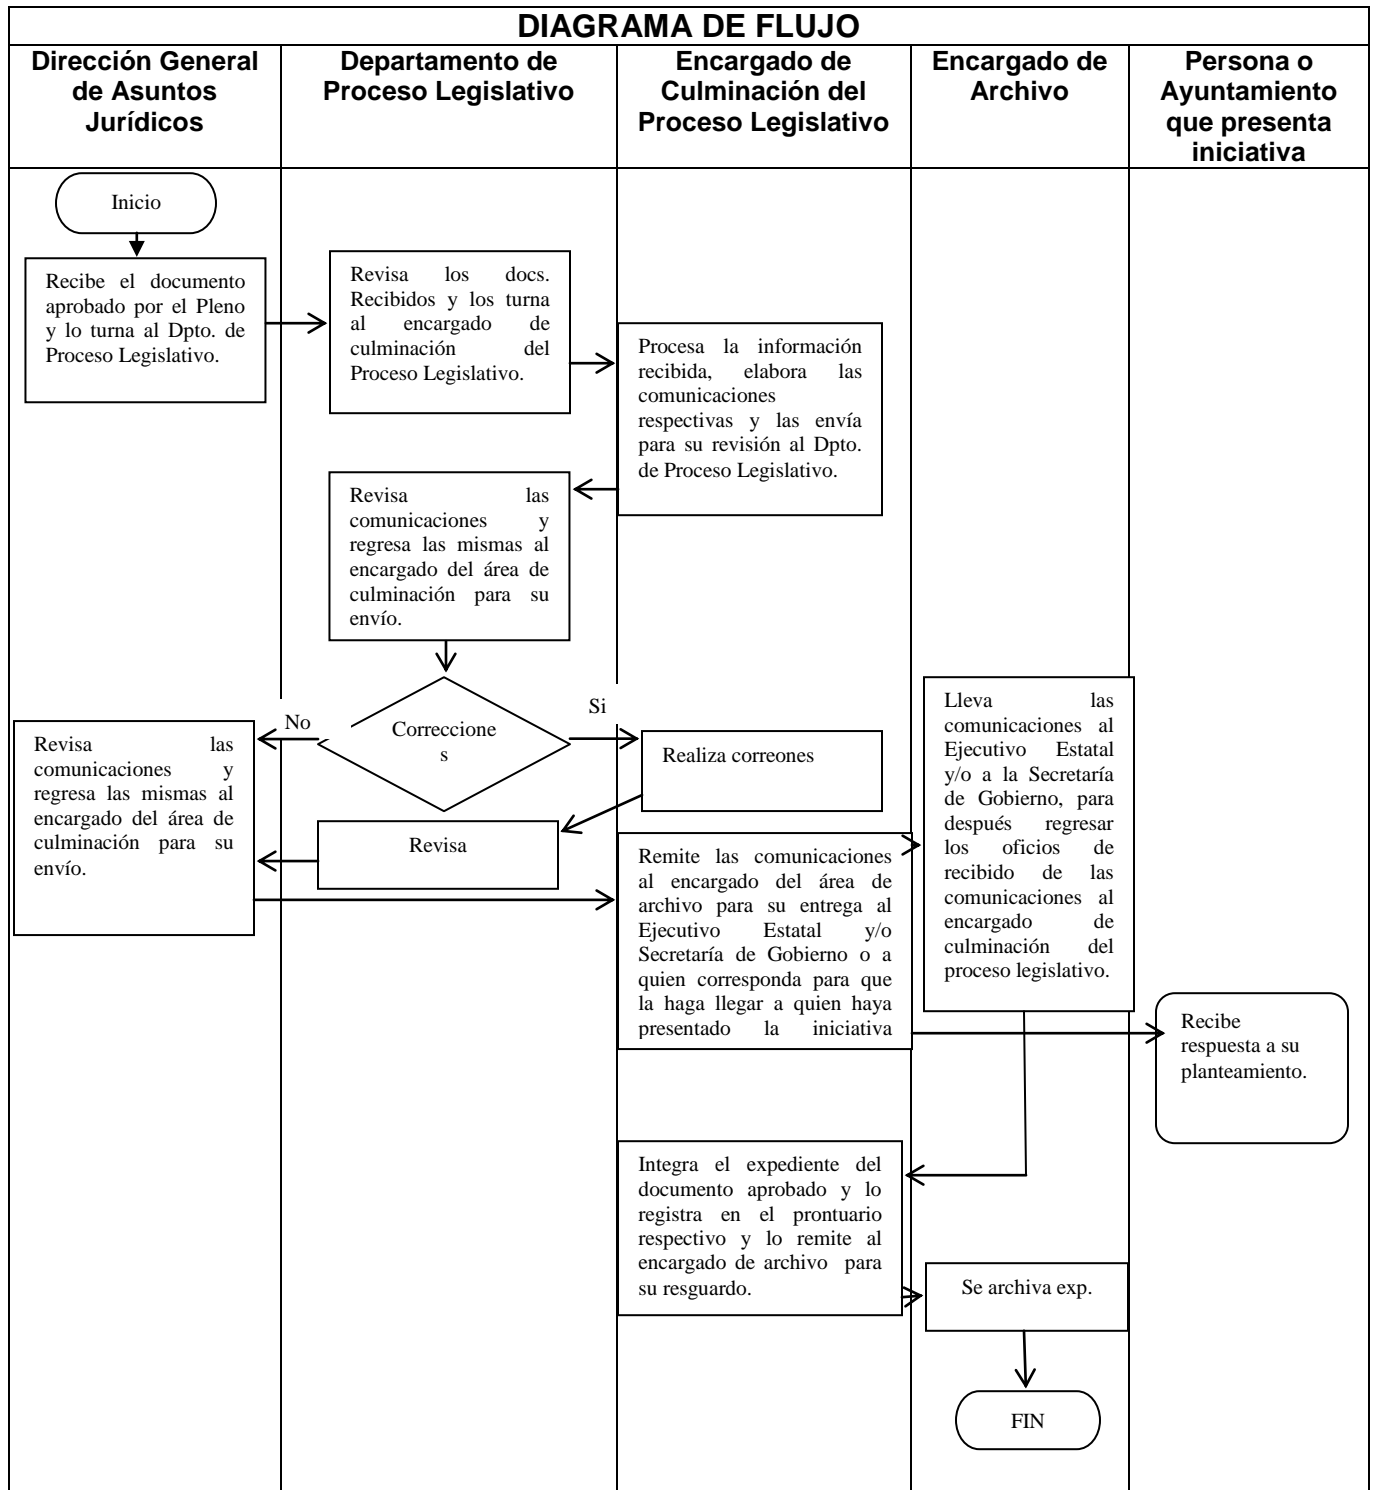 DIAGRAMA DE FLUJO
Dirección General
de Asuntos
Jurídicos
Departamento de
Proceso Legislativo
Encargado de
Culminación del
Proceso Legislativo
Encargado de
Archivo
Persona o
Ayuntamiento
que presenta
iniciativa
Inicio
Recibe el documento
aprobado por el Pleno
y lo turna al Dpto. de
Proceso Legislativo.
Revisa los docs.
Recibidos y los turna
al encargado de
culminación del
Proceso Legislativo.
Procesa la información
recibida, elabora las
comunicaciones
respectivas y las envía
para su revisión al Dpto.
de Proceso Legislativo.
Revisa las
comunicaciones y
regresa las mismas al
encargado del área de
culminación para su
envío.
Correccione
s
No
Si
Revisa las
comunicaciones y
regresa las mismas al
encargado del área de
culminación para su
envío.
Realiza correones
Revisa
Remite las comunicaciones
al encargado del área de
archivo para su entrega al
Ejecutivo Estatal y/o
Secretaría de Gobierno o a
quien corresponda para que
la haga llegar a quien haya
presentado la iniciativa
Lleva las
comunicaciones al
Ejecutivo Estatal
y/o a la Secretaría
de Gobierno, para
después regresar
los oficios de
recibido de las
comunicaciones al
encargado de
culminación del
proceso legislativo.
Recibe
respuesta a su
planteamiento.
Integra el expediente del
documento aprobado y lo
registra en el prontuario
respectivo y lo remite al
encargado de archivo para
su resguardo.
Se archiva exp.
FIN